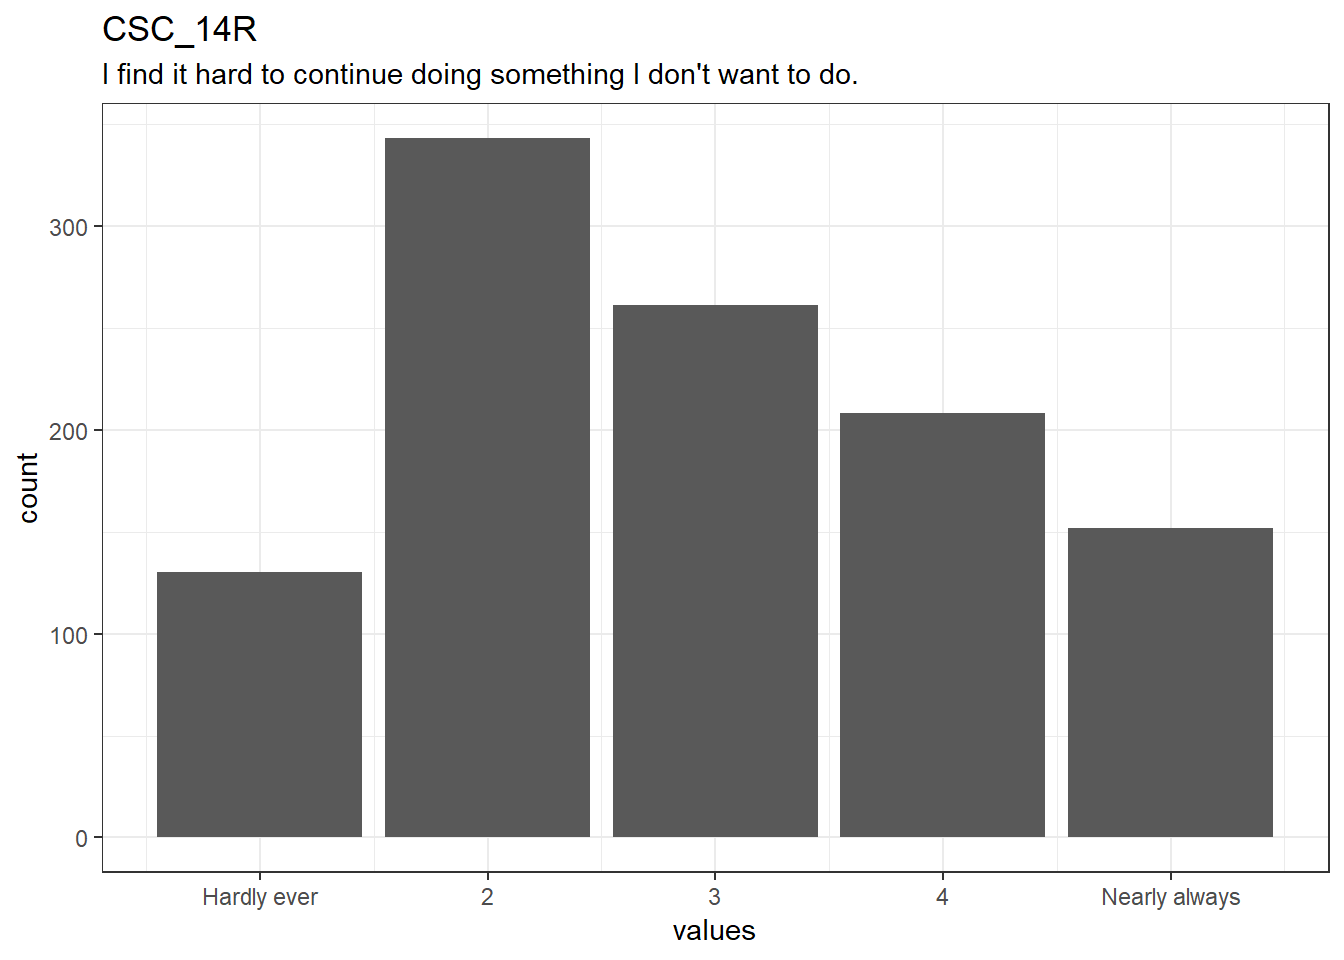 CSC_14R
I find it hard to continue doing something I don't want to do.
300
200
100
0
count
Hardly ever 2 3 4 Nearly always
values